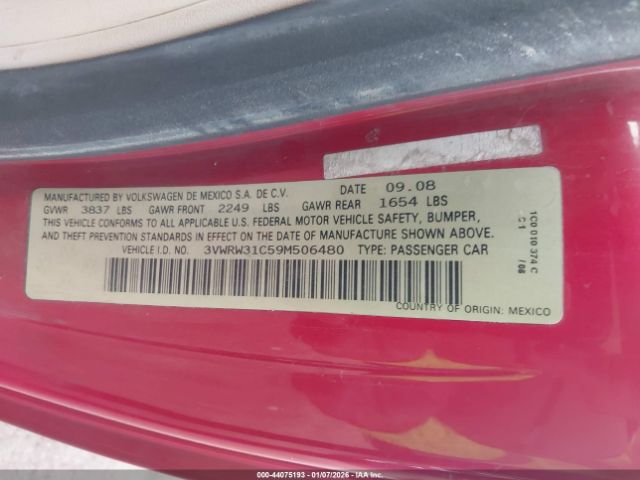 MANUFACTURED BY VOLKSWAGEN DE MEXICO S.A. DE C.V. DATE 09.08
GVWR 3837 LBS GAWR FRONT 2249 LBS GAWR REAR 1654 LBS
THIS VEHICLE CONFORMS TO ALL APPLICABLE U.S. FEDERAL MOTOR VEHICLE SAFETY, BUMPER,
AND THEFT PREVENTION STANDARDS IN EFFECT ON THE DATE OF MANUFACTURE SHOWN ABOVE.
VEHICLE I.D. NO. 3VWRW31C59M506480 TYPE: PASSENGER CAR
COUNTRY OF ORIGIN: MEXICO
1C0 010 374 C
C1 /06
000-44075193 - 01/07/2026 - IAAI.COM